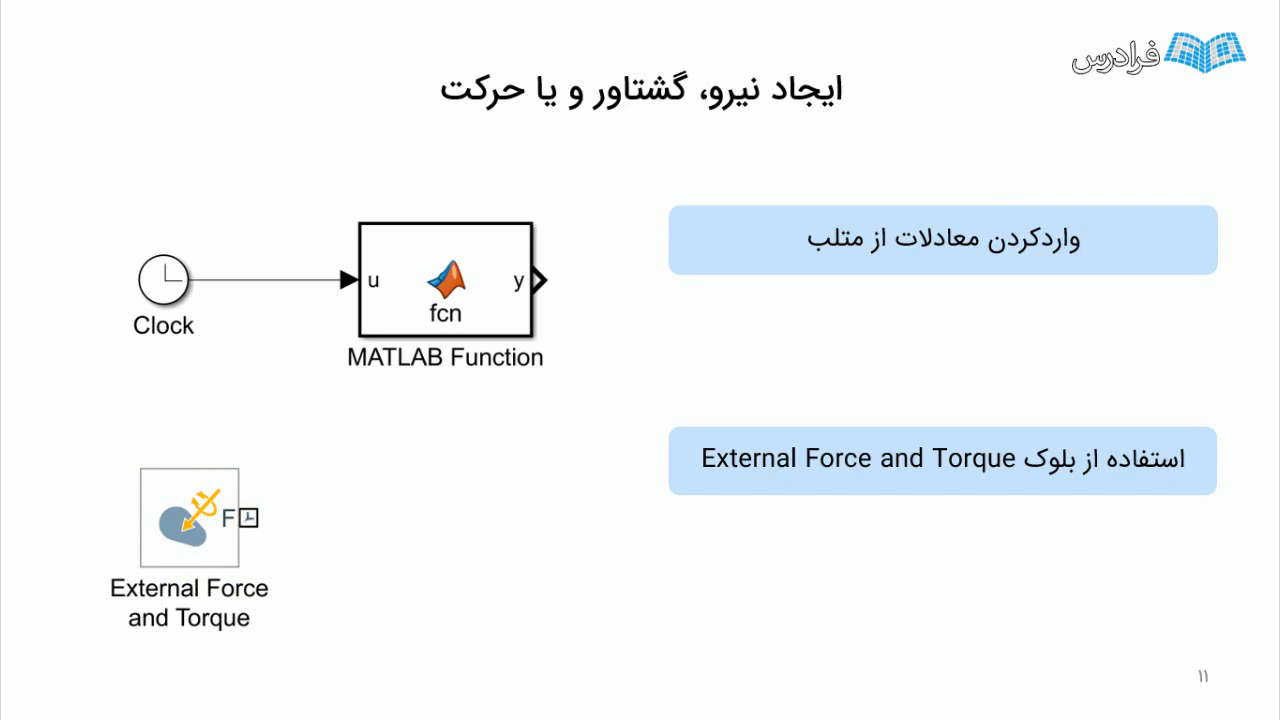 فرادرس
ایجاد نیرو، گشتاور و یا حرکت
واردکردن معادلات از متلب
u
y
fcn
Clock
MATLAB Function
استفاده از بلوک External Force and Torque
F
External Force
and Torque
۱۱